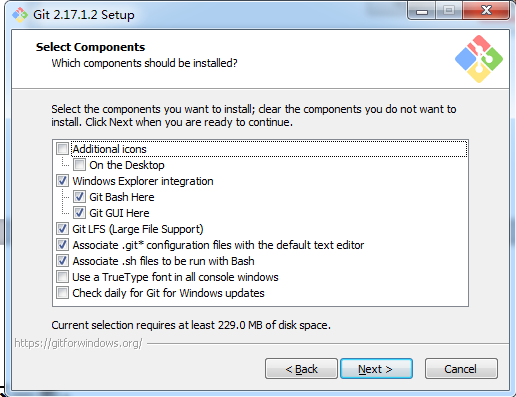 Git 2.17.1.2 Setup
Select Components
Which components should be installed?
Select the components you want to install; clear the components you do not want to
install. Click Next when you are ready to continue.
Additional icons
On the Desktop
Windows Explorer integration
Git Bash Here
Git GUI Here
Git LFS (Large File Support)
Associate .git* configuration files with the default text editor
Associate .sh files to be run with Bash
Use a TrueType font in all console windows
Check daily for Git for Windows updates
Current selection requires at least 229.0 MB of disk space.
https://gitforwindows.org/
< Back Next > Cancel